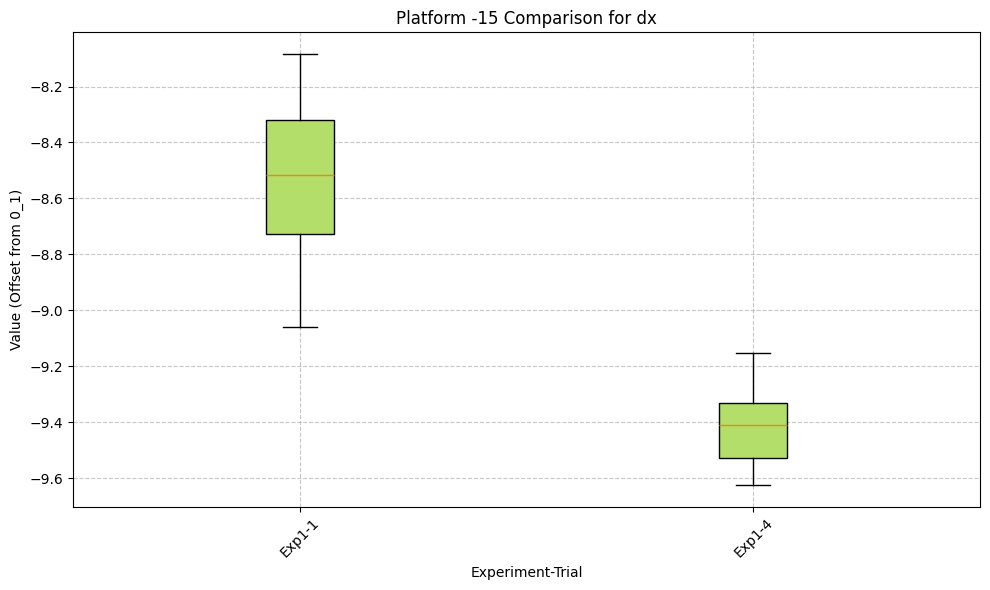 Platform -15 Comparison for dx
Value (Offset from 0_1)
−8.2
−8.4
−8.6
−8.8
−9.0
−9.2
−9.4
−9.6
Exp1-1
Exp1-4
Experiment-Trial